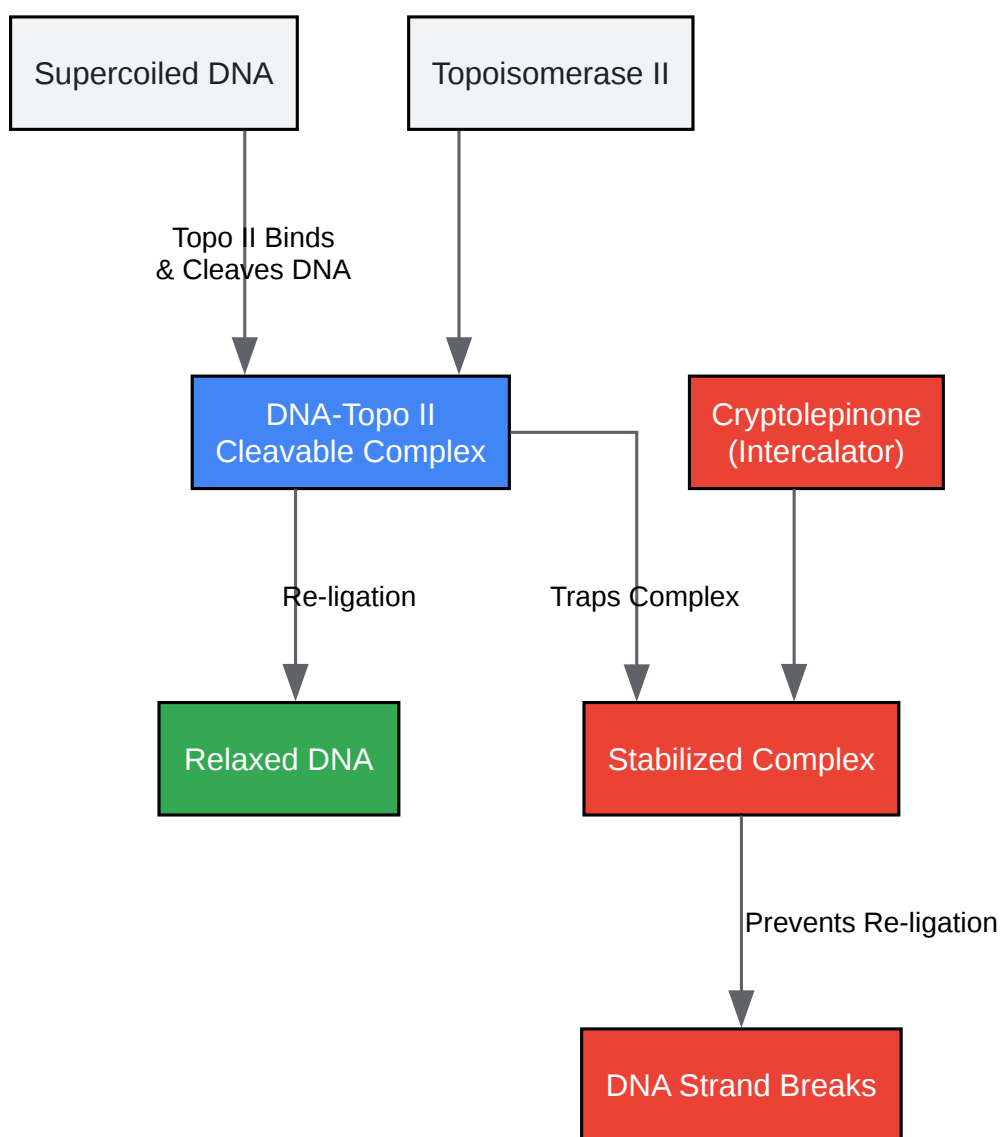 Supercoiled DNA
Topoisomerase II
Topo II Binds
& Cleaves DNA
DNA-Topo II
Cleavable Complex
Cryptolepinone
(Intercalator)
Re-ligation
Traps Complex
Relaxed DNA
Stabilized Complex
Prevents Re-ligation
DNA Strand Breaks